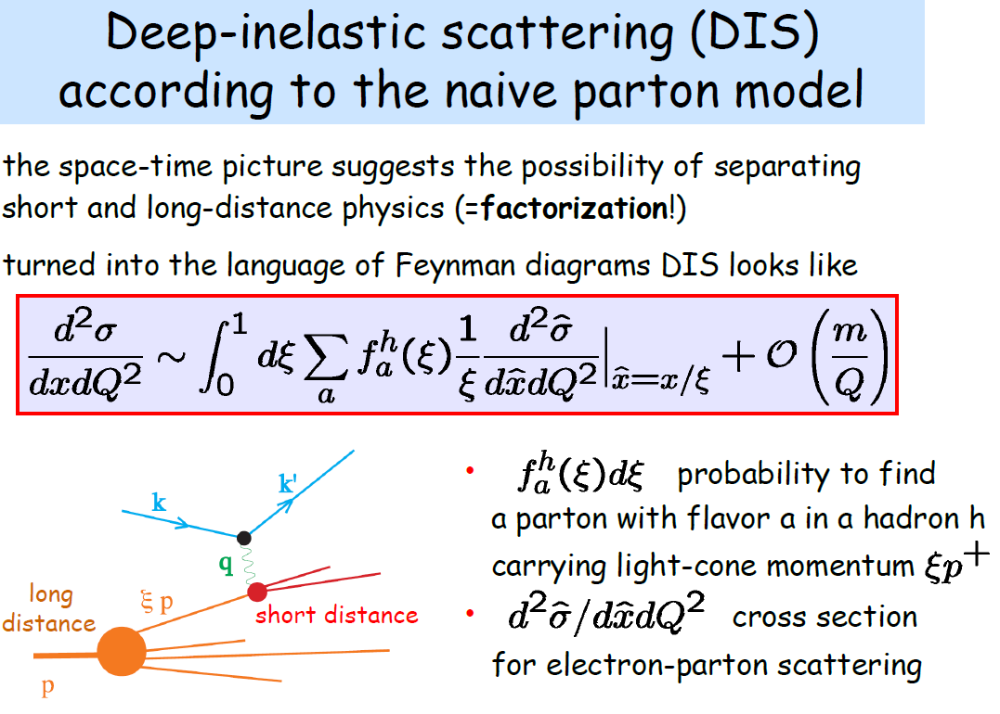 Deep-inelastic scattering (DIS)
according to the naive parton model
the space-time picture suggests the possibility of separating
short and long-distance physics (=factorization!)
turned into the language of Feynman diagrams DIS looks like
$\frac{d^2\sigma}{dxdQ^2} \sim \int_0^1 d\xi \sum_a f_a^h(\xi) \frac{1}{\xi} \frac{d^2\hat{\sigma}}{d\hat{x}dQ^2}\Big|_{\hat{x}=x/\xi} + \mathcal{O}\left(\frac{m}{Q}\right)$
k
k'
q
long
distance
ξ p
short distance
p
• $f_a^h(\xi)d\xi$ probability to find
a parton with flavor a in a hadron h
carrying light-cone momentum $\xi p^+$
• $d^2\hat{\sigma}/d\hat{x}dQ^2$ cross section
for electron-parton scattering